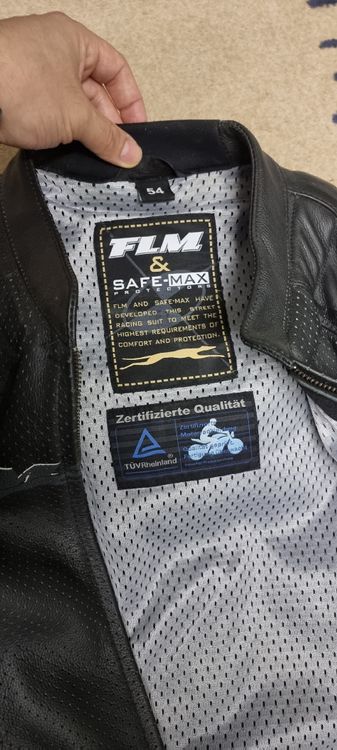 54
FLM
&
SAFE-MAX
PROTECTORS
FLM AND SAFE-MAX HAVE
DEVELOPED THIS STREET
RACING SUIT TO MEET THE
HIGHEST REQUIREMENTS OF
COMFORT AND PROTECTION.
Zertifizierte Qualität
TÜVRheinland
®